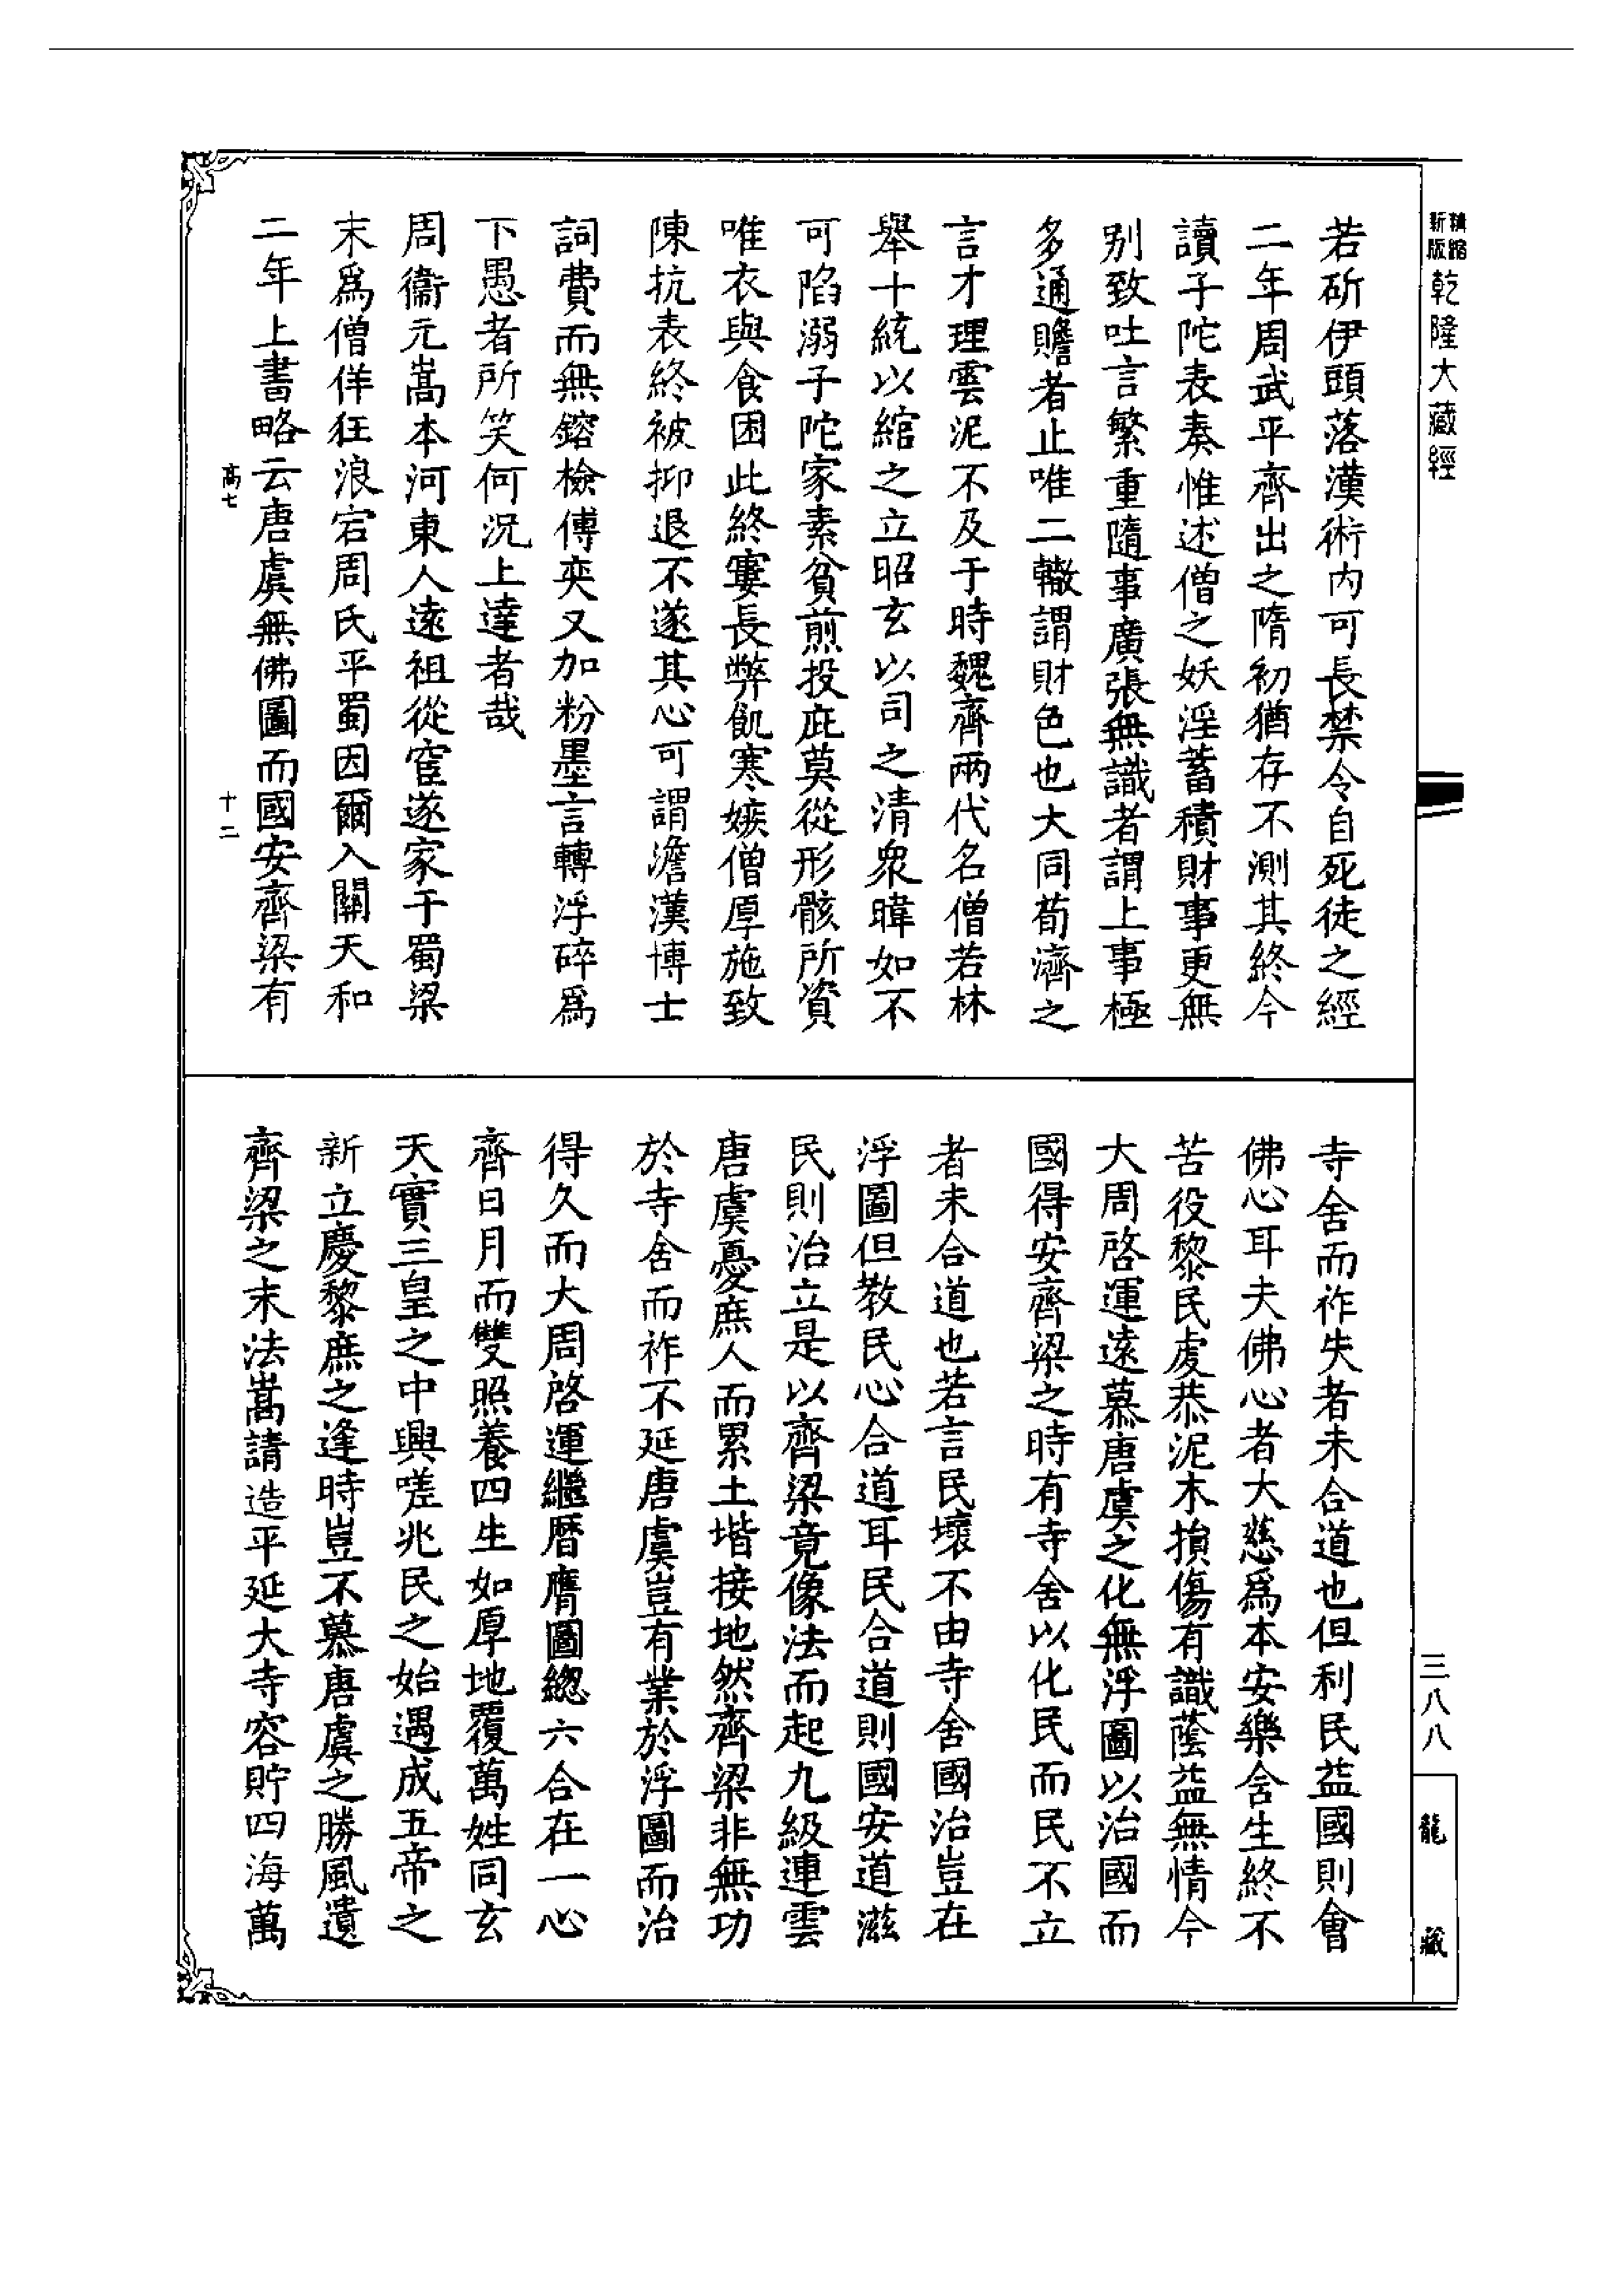 精縮
新版
乾隆大藏經
若斫伊頭落漢術內可長禁令自死徒之經
二年周武平齊出之隋初猶存不測其終今
讀子陀表奏惟述僧之妖淫蓄積財事更無
别致吐言繁重隨事廣張無識者謂上事極
多通贍者止唯二轍謂財色也大同荀濟之
言才理雲泥不及于時魏齊兩代名僧若林
舉十統以綰之立昭玄以司之清衆暐如不
可陷溺子陀家素貧煎投庇莫從形骸所資
唯衣與食困此終窶長弊飢寒嫉僧厚施致
陳抗表終被抑退不遂其心可謂澹漢博士
詞費而無鎔檢傅奕又加粉墨言轉浮碎爲
下愚者所笑何況上達者哉
周衞元嵩本河東人遠祖從宦遂家于蜀梁
末爲僧佯狂浪宕周氏平蜀因爾入關天和
二年上書略云唐虞無佛圖而國安齊梁有
高七
十二
寺舍而祚失者未合道也但利民益國則會
佛心耳夫佛心者大慈爲本安樂含生終不
苦役黎民虔恭泥木損傷有識蔭益無情今
大周啓運遠慕唐虞之化無浮圖以治國而
國得安齊梁之時有寺舍以化民而民不立
者未合道也若言民壞不由寺舍國治豈在
浮圖但教民心合道耳民合道則國安道滋
民則治立是以齊梁竟像法而起九級連雲
唐虞憂庶人而累土堦接地然齊梁非無功
於寺舍而祚不延唐虞豈有業於浮圖而治
得久而大周啓運繼曆膺圖總六合在一心
齊日月而雙照養四生如厚地覆萬姓同玄
天實三皇之中興嗟兆民之始遇成五帝之
新立慶黎庶之逢時豈不慕唐虞之勝風遺
齊梁之末法嵩請造平延大寺容貯四海萬
三八八
龍藏